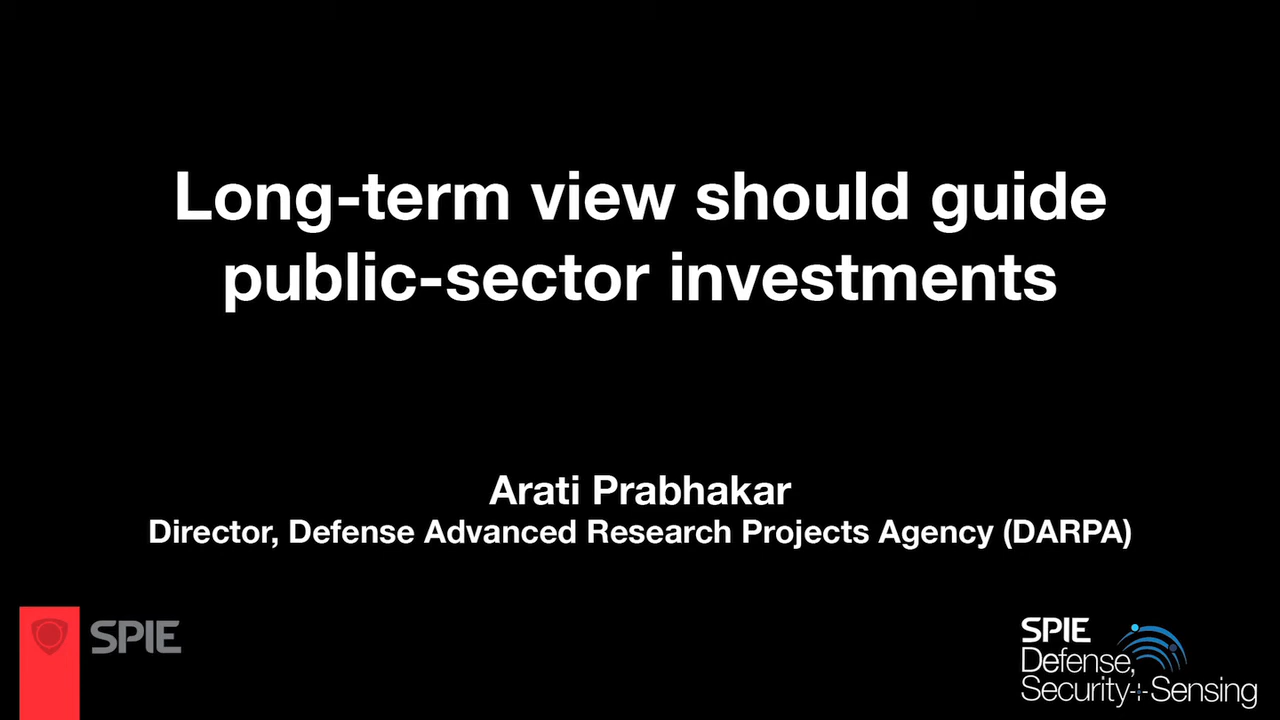 Long-term view should guide
public-sector investments
Arati Prabhakar
Director, Defense Advanced Research Projects Agency (DARPA)
SPIE
SPIE
Defense,
Security+Sensing